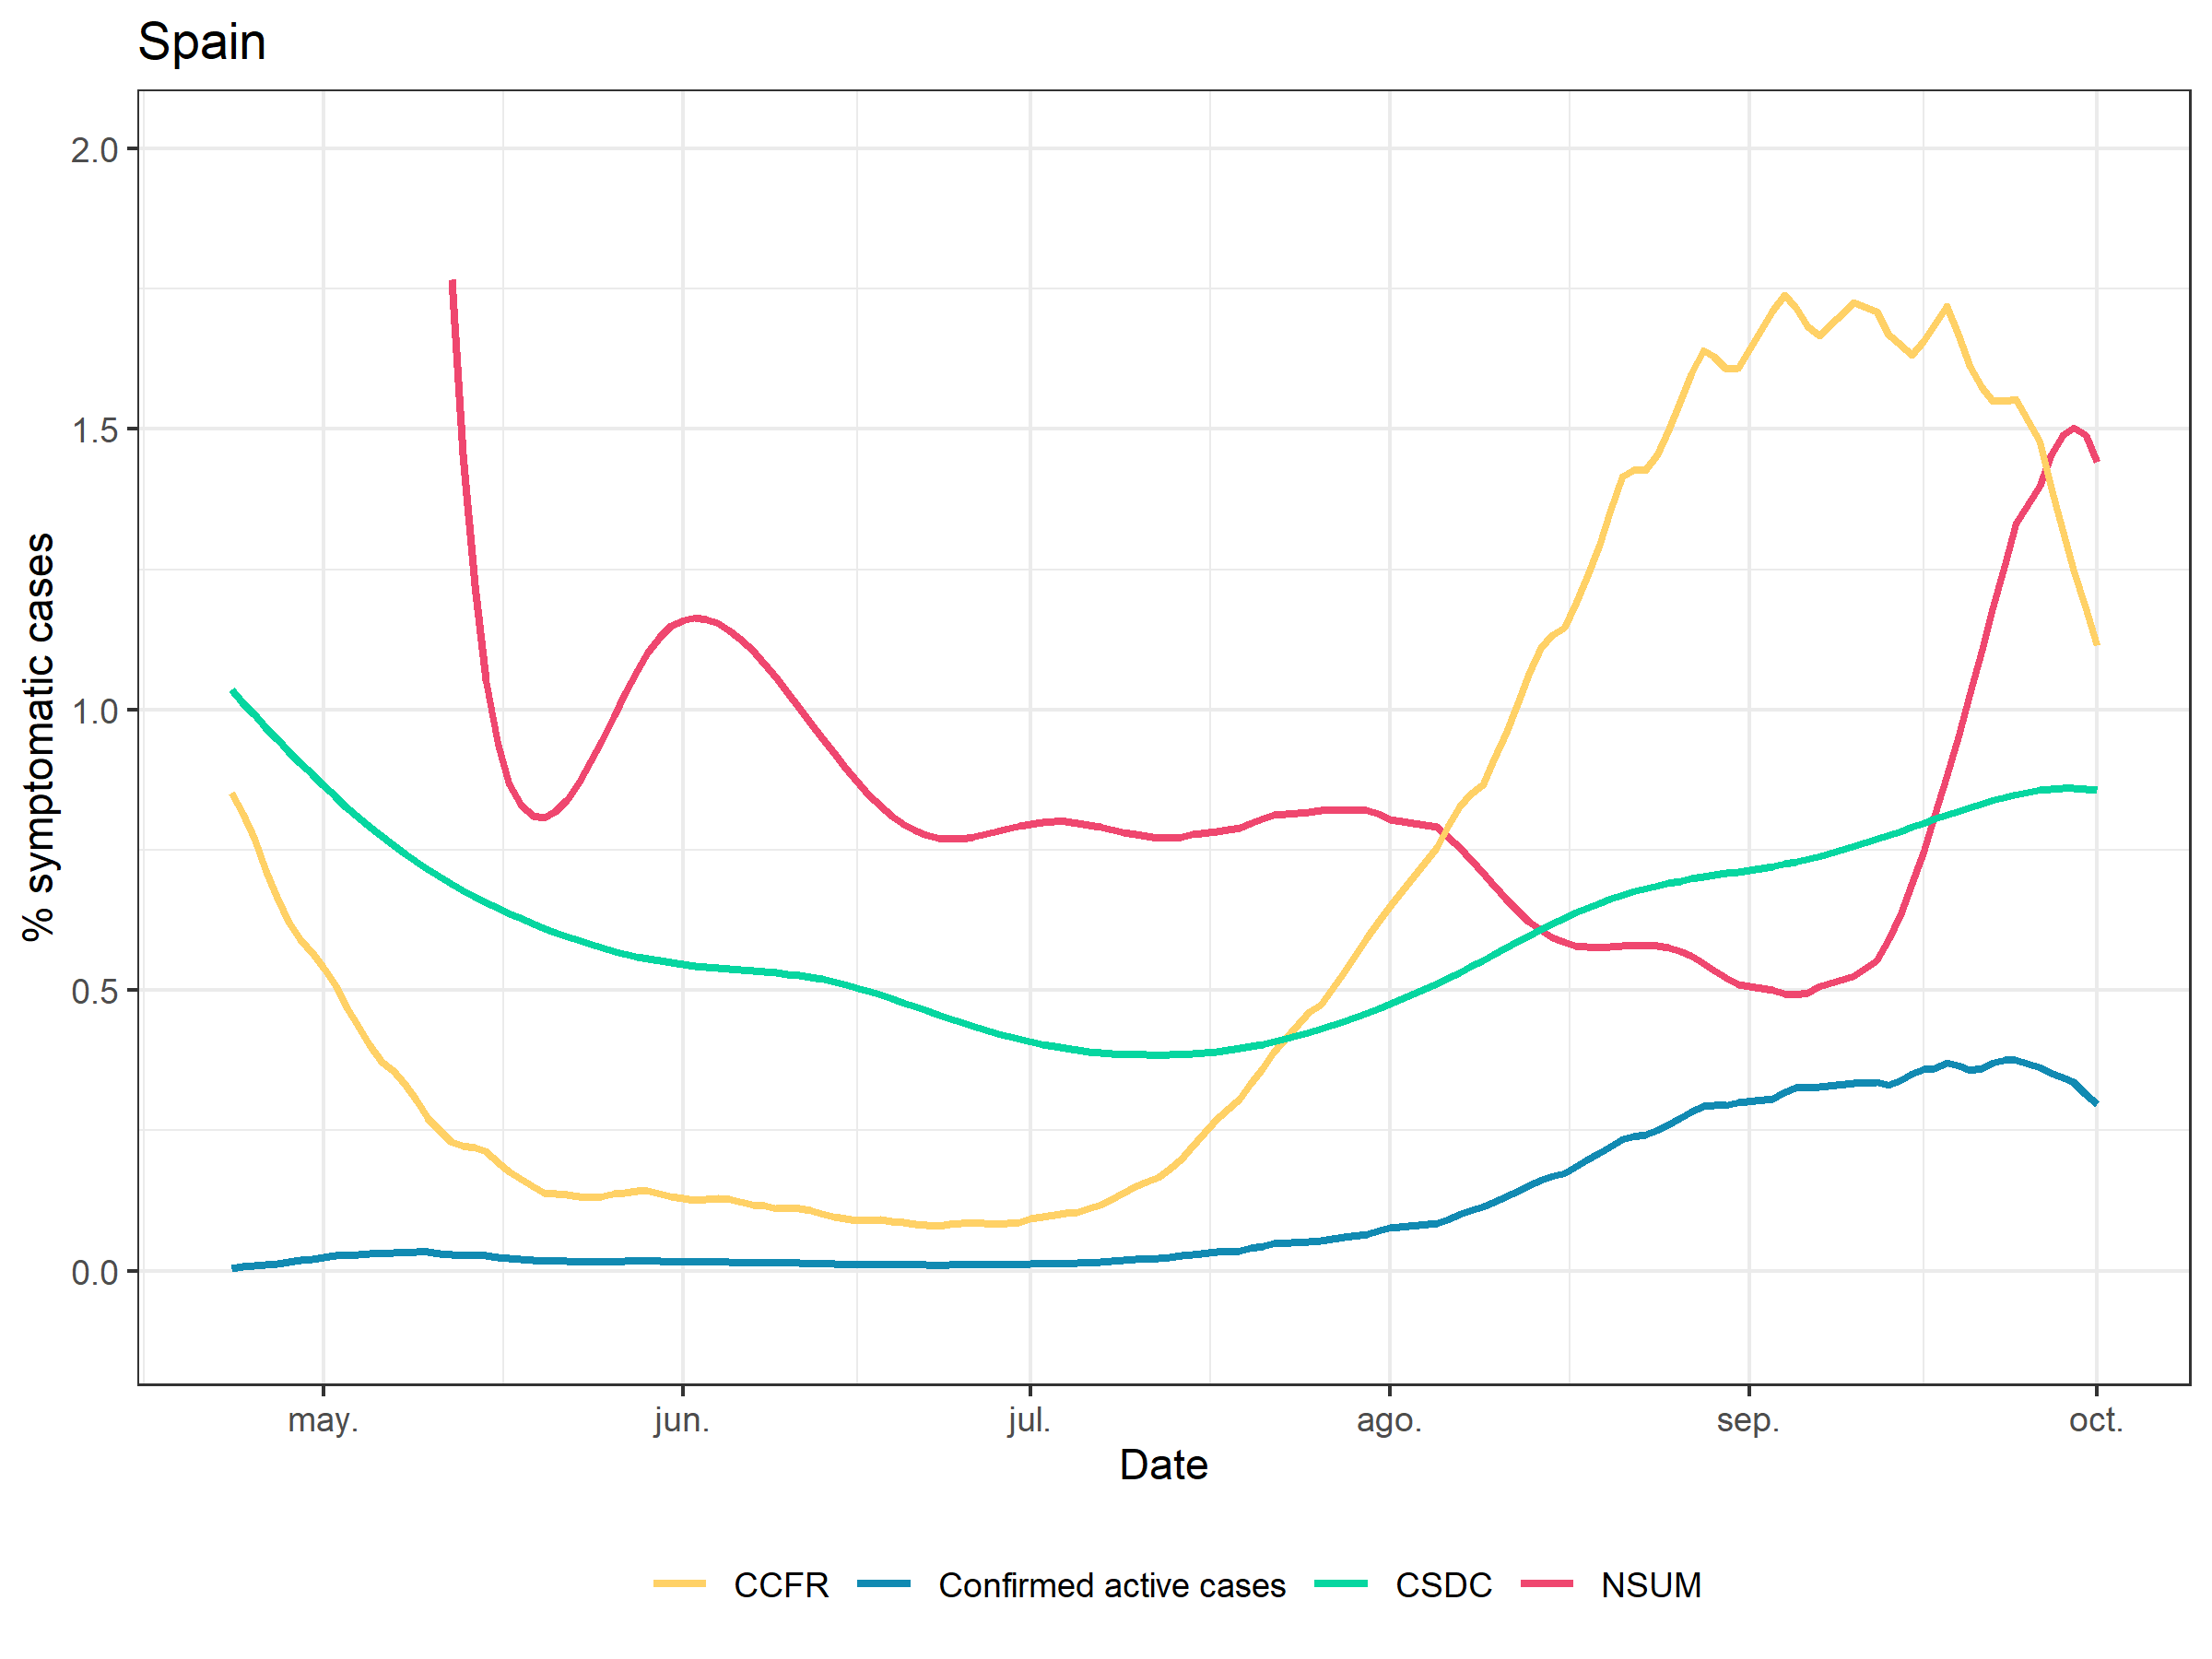 Spain
% symptomatic cases
2.0
1.5
1.0
0.5
0.0
may. jun. jul. ago. sep. oct.
Date
CCFR Confirmed active cases CSDC NSUM